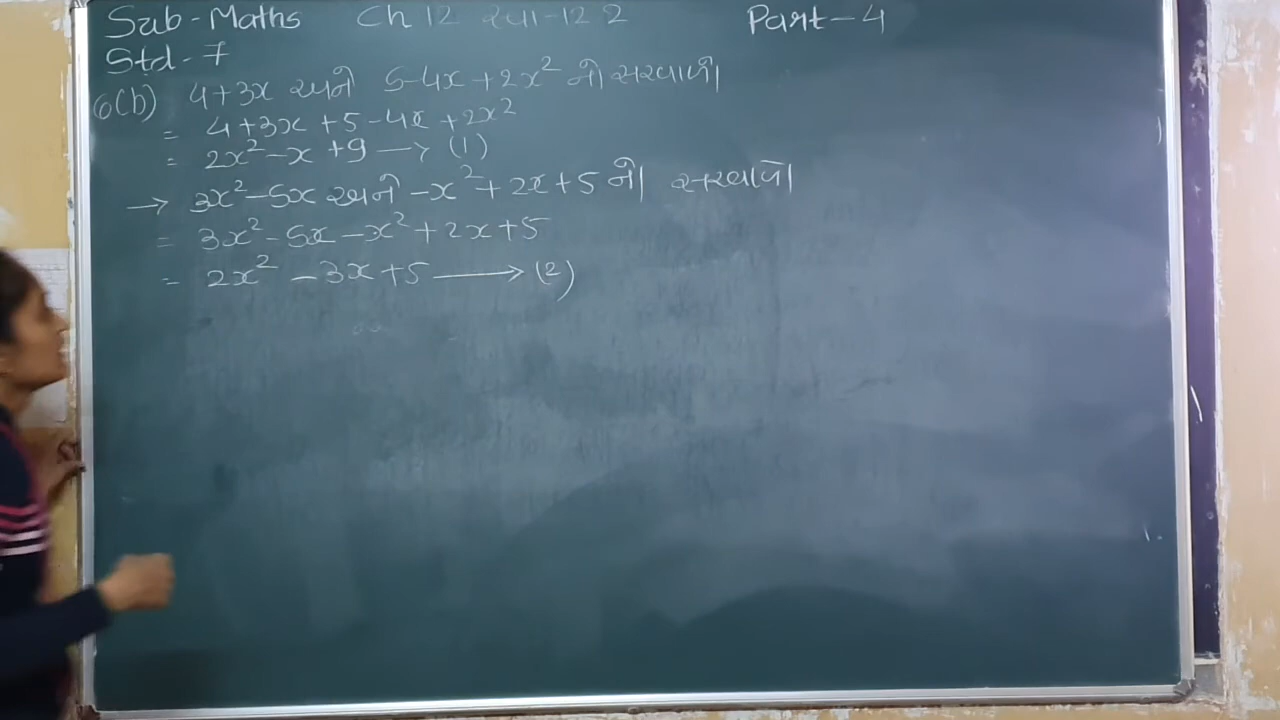 Sub-Maths Ch 12 સ્વા-12.2 Part-4
Std-7
6(b) 4+3x અને 5-4x+2x² નો સરવાળો
= 4+3x+5-4x+2x²
= 2x²-x+9 → (1)
→ 3x²-5x અને -x²+2x+5 નો સરવાળો
= 3x²-5x-x²+2x+5
= 2x²-3x+5 → (2)